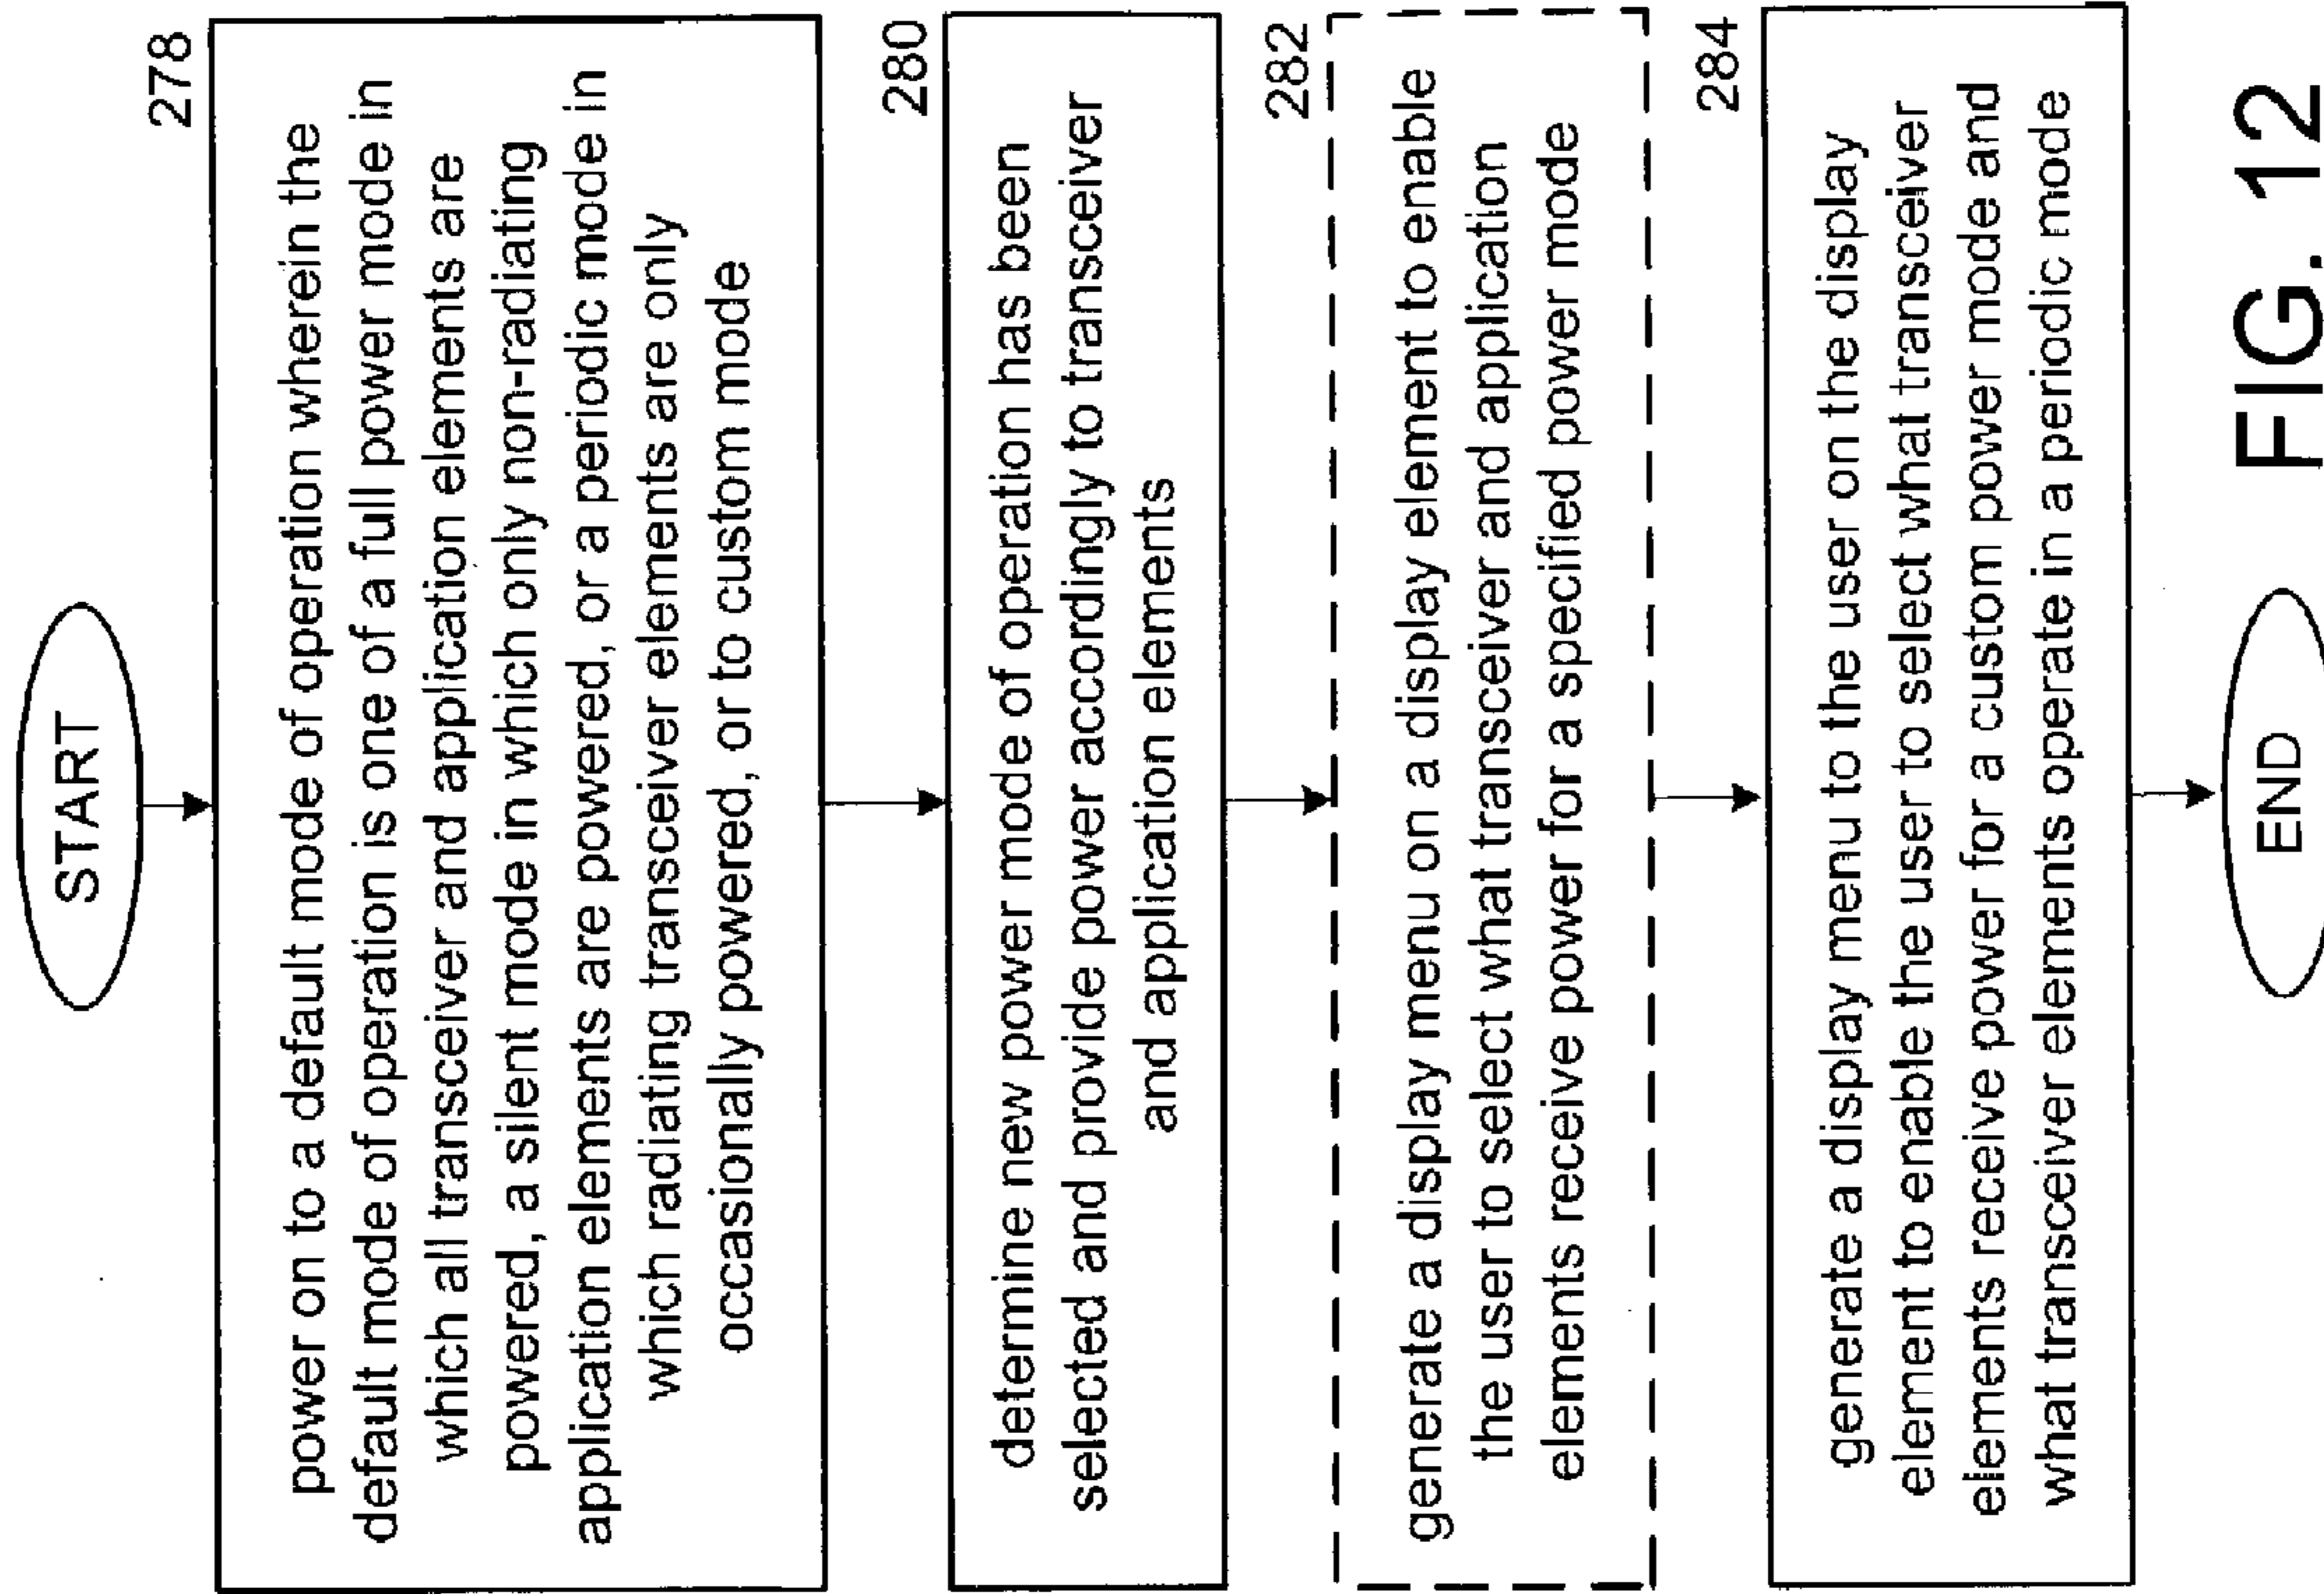 START
278
power on to a default mode of operation wherein the
default mode of operation is one of a full power mode in
which all transceiver and application elements are
powered, a silent mode in which only non-radiating
application elements are powered, or a periodic mode in
which radiating transceiver elements are only
occasionally powered, or to custom mode
280
determine new power mode of operation has been
selected and provide power accordingly to transceiver
and application elements
282
generate a display menu on a display element to enable
the user to select what transceiver and application
elements receive power for a specified power mode
284
generate a display menu to the user on the display
element to enable the user to select what transceiver
elements receive power for a custom power mode and
what transceiver elements operate in a periodic mode
END
FIG. 12